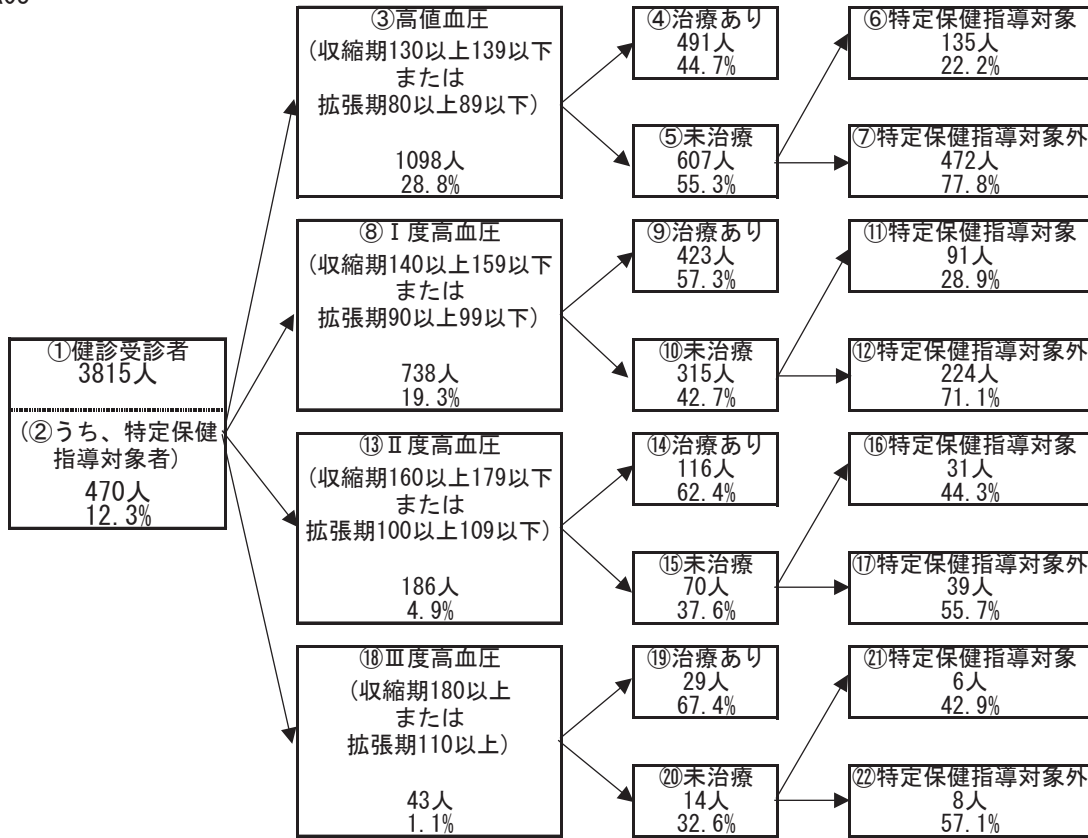 ①健診受診者
3815人
(②うち、特定保健
指導対象者)
470人
12.3%
③高値血圧
(収縮期130以上139以下
または
拡張期80以上89以下)
1098人
28.8%
④治療あり
491人
44.7%
⑤未治療
607人
55.3%
⑥特定保健指導対象
135人
22.2%
⑦特定保健指導対象外
472人
77.8%
⑧Ⅰ度高血圧
(収縮期140以上159以下
または
拡張期90以上99以下)
738人
19.3%
⑨治療あり
423人
57.3%
⑩未治療
315人
42.7%
⑪特定保健指導対象
91人
28.9%
⑫特定保健指導対象外
224人
71.1%
⑬Ⅱ度高血圧
(収縮期160以上179以下
または
拡張期100以上109以下)
186人
4.9%
⑭治療あり
116人
62.4%
⑮未治療
70人
37.6%
⑯特定保健指導対象
31人
44.3%
⑰特定保健指導対象外
39人
55.7%
⑱Ⅲ度高血圧
(収縮期180以上
または
拡張期110以上)
43人
1.1%
⑲治療あり
29人
67.4%
⑳未治療
14人
32.6%
㉑特定保健指導対象
6人
42.9%
㉒特定保健指導対象外
8人
57.1%